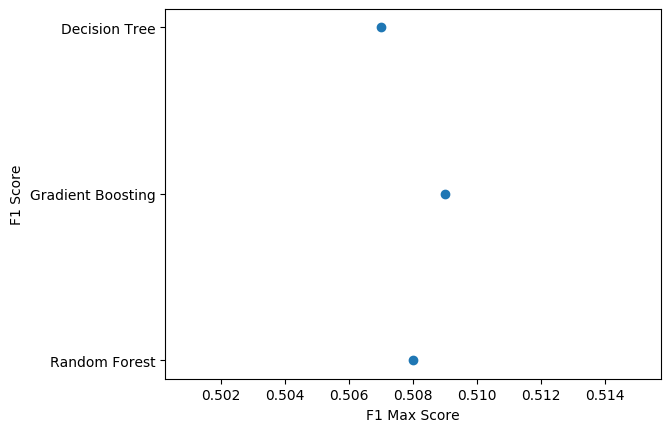 Decision Tree
Gradient Boosting
Random Forest
F1 Score
0.502 0.504 0.506 0.508 0.510 0.512 0.514
F1 Max Score